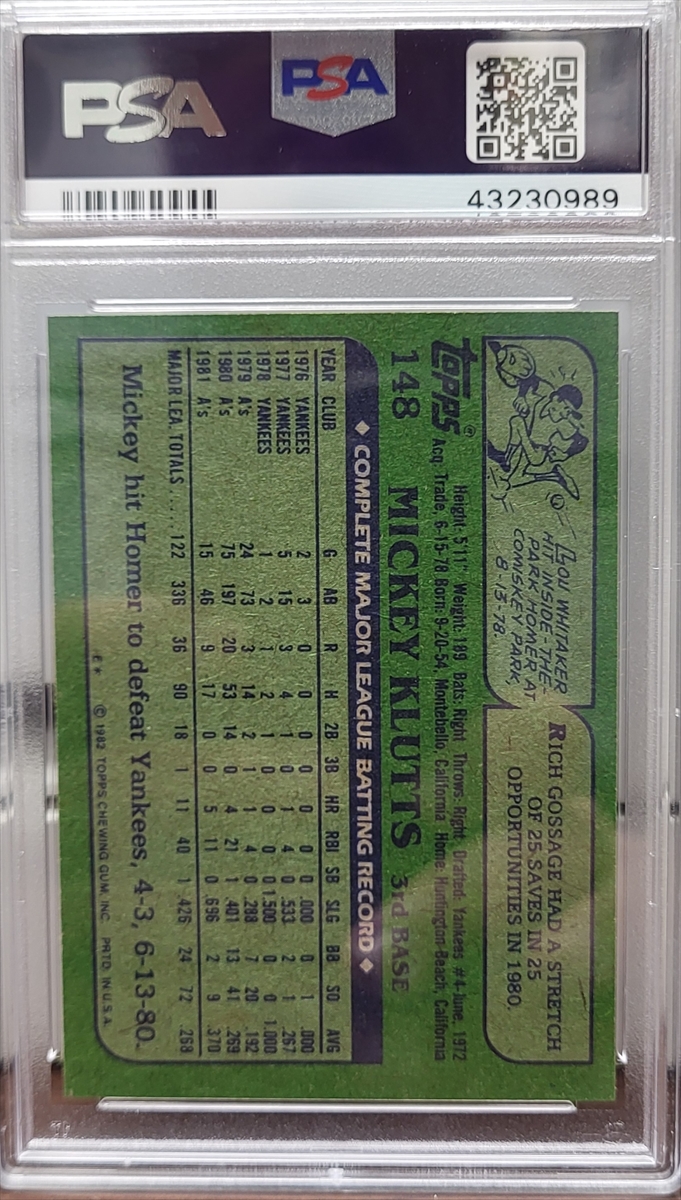 PSA
PSA
43230989
LOU WHITAKER
HIT INSIDE-THE-
PARK HOMER AT
COMISKEY PARK,
8-13-78.
RICH GOSSAGE HAD A STRETCH
OF 25 SAVES IN 25
OPPORTUNITIES IN 1980.
TOPPS®
Height: 5'11" Weight: 189 Bats: Right Throws: Right Drafted: Yankees #4-June, 1972
Acq Trade, 6-15-78 Born: 9-20-54, Montebello, California Home: Huntington Beach, California
148 MICKEY KLUTTS 3rd BASE
◆ COMPLETE MAJOR LEAGUE BATTING RECORD ◆
YEAR CLUB G AB R H 2B 3B HR RBI SB SLG BB SO AVG
1976 YANKEES 2 3 0 0 0 0 0 0 0 .000 0 1 .000
1977 YANKEES 5 15 3 4 1 0 1 4 0 .533 2 1 .267
1978 YANKEES 1 2 1 2 1 0 0 0 0 1.500 0 0 1.000
1979 A's 24 73 3 14 2 1 1 4 0 .288 7 20 .192
1980 A's 75 197 20 53 14 0 4 21 1 .401 13 41 .269
1981 A's 15 46 9 17 0 0 5 11 0 .696 2 9 .370
MAJOR LEA. TOTALS ...... 122 336 36 90 18 1 11 40 1 .426 24 72 .268
Mickey hit Homer to defeat Yankees, 4-3, 6-13-80.
E* © 1982 TOPPS CHEWING GUM, INC. PRTD. IN U.S.A.